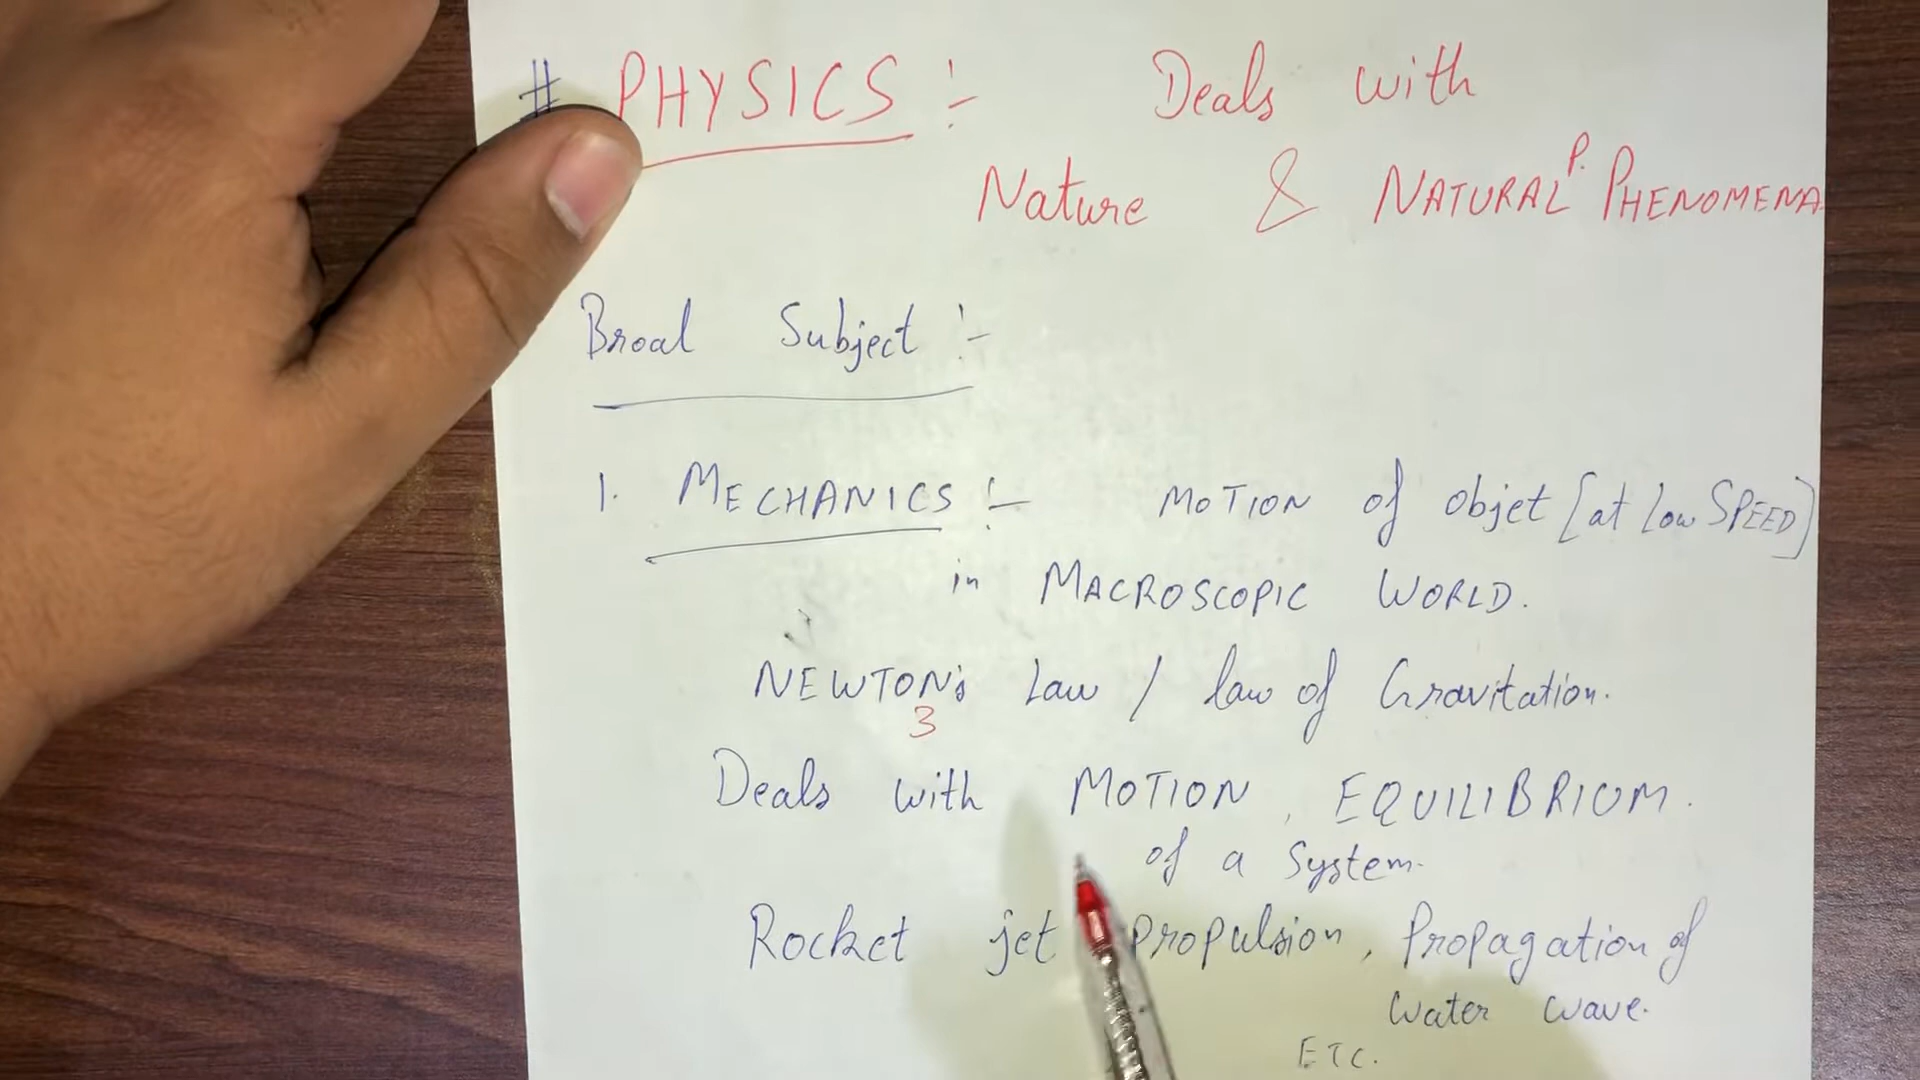 # PHYSICS :- Deals with
Nature & NATURAL P. PHENOMENA
Broal Subject :-
1. MECHANICS :- MOTION of objet [at Low SPEED]
in MACROSCOPIC WORLD.
NEWTON's Law / law of Gravitation.
3
Deals with MOTION, EQUILIBRIUM.
of a System.
Rocket jet propulsion, Propagation of
water wave.
ETC.